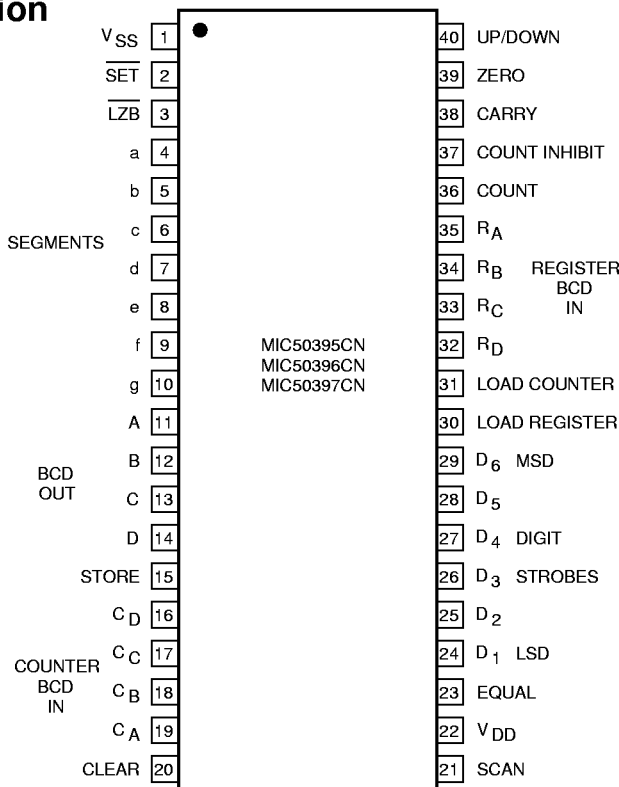 ion
VSS 1
SET 2
LZB 3
a 4
b 5
SEGMENTS
c 6
d 7
e 8
f 9
g 10
A 11
BCD
OUT
B 12
C 13
D 14
STORE 15
CD 16
COUNTER
BCD
IN
CC 17
CB 18
CA 19
CLEAR 20
MIC50395CN
MIC50396CN
MIC50397CN
40 UP/DOWN
39 ZERO
38 CARRY
37 COUNT INHIBIT
36 COUNT
35 RA
34 RB
REGISTER
BCD
IN
33 RC
32 RD
31 LOAD COUNTER
30 LOAD REGISTER
29 D6 MSD
28 D5
27 D4 DIGIT
26 D3 STROBES
25 D2
24 D1 LSD
23 EQUAL
22 VDD
21 SCAN